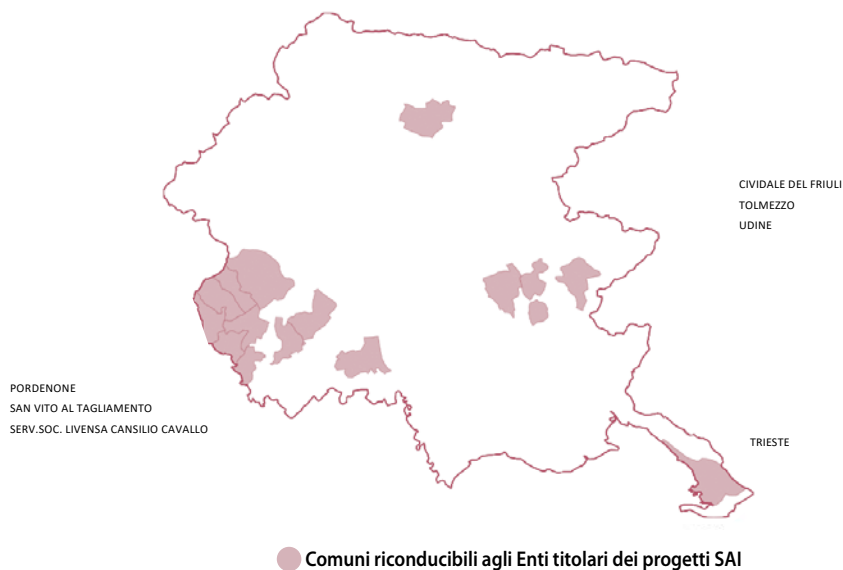 CIVIDALE DEL FRIULI
TOLMEZZO
UDINE
PORDENONE
SAN VITO AL TAGLIAMENTO
SERV.SOC. LIVENSA CANSILIO CAVALLO
TRIESTE
Comuni riconducibili agli Enti titolari dei progetti SAI